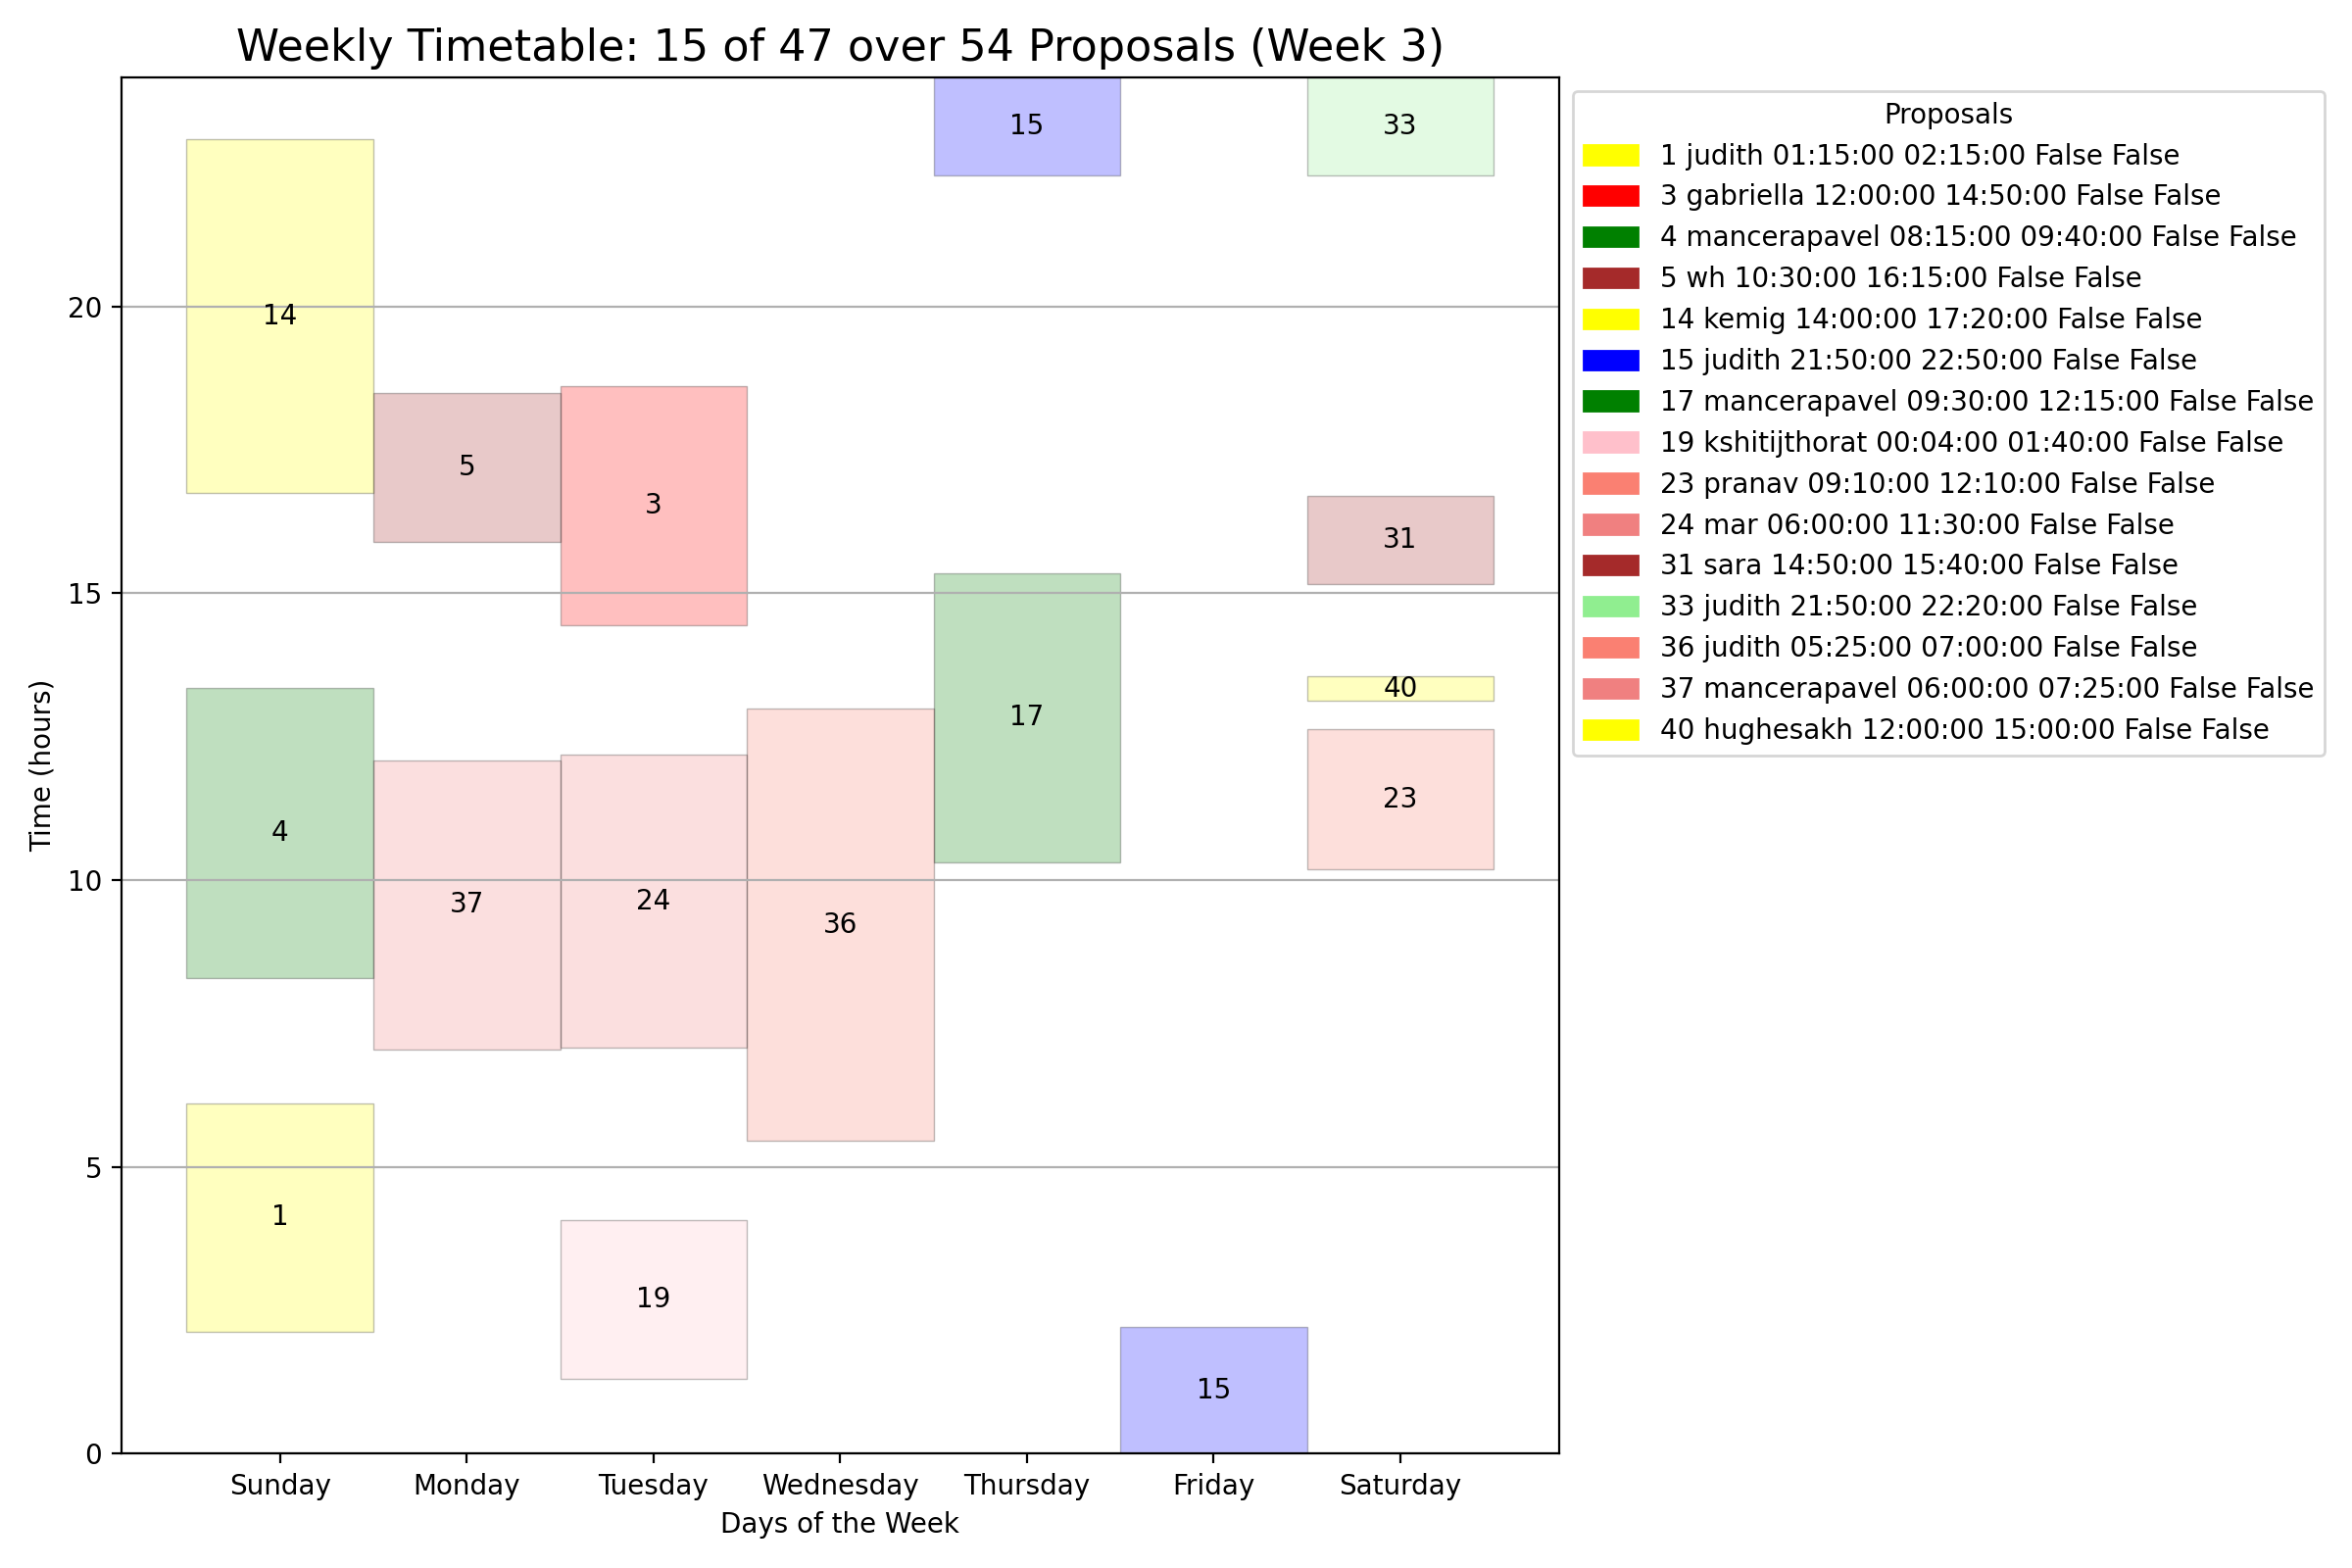 Weekly Timetable: 15 of 47 over 54 Proposals (Week 3)
Time (hours)
20
15
10
5
0
15
33
14
5
3
31
40
17
23
4
37
24
36
1
19
15
Sunday Monday Tuesday Wednesday Thursday Friday Saturday
Days of the Week
Proposals
1 judith 01:15:00 02:15:00 False False
3 gabriella 12:00:00 14:50:00 False False
4 mancerapavel 08:15:00 09:40:00 False False
5 wh 10:30:00 16:15:00 False False
14 kemig 14:00:00 17:20:00 False False
15 judith 21:50:00 22:50:00 False False
17 mancerapavel 09:30:00 12:15:00 False False
19 kshitijthorat 00:04:00 01:40:00 False False
23 pranav 09:10:00 12:10:00 False False
24 mar 06:00:00 11:30:00 False False
31 sara 14:50:00 15:40:00 False False
33 judith 21:50:00 22:20:00 False False
36 judith 05:25:00 07:00:00 False False
37 mancerapavel 06:00:00 07:25:00 False False
40 hughesakh 12:00:00 15:00:00 False False